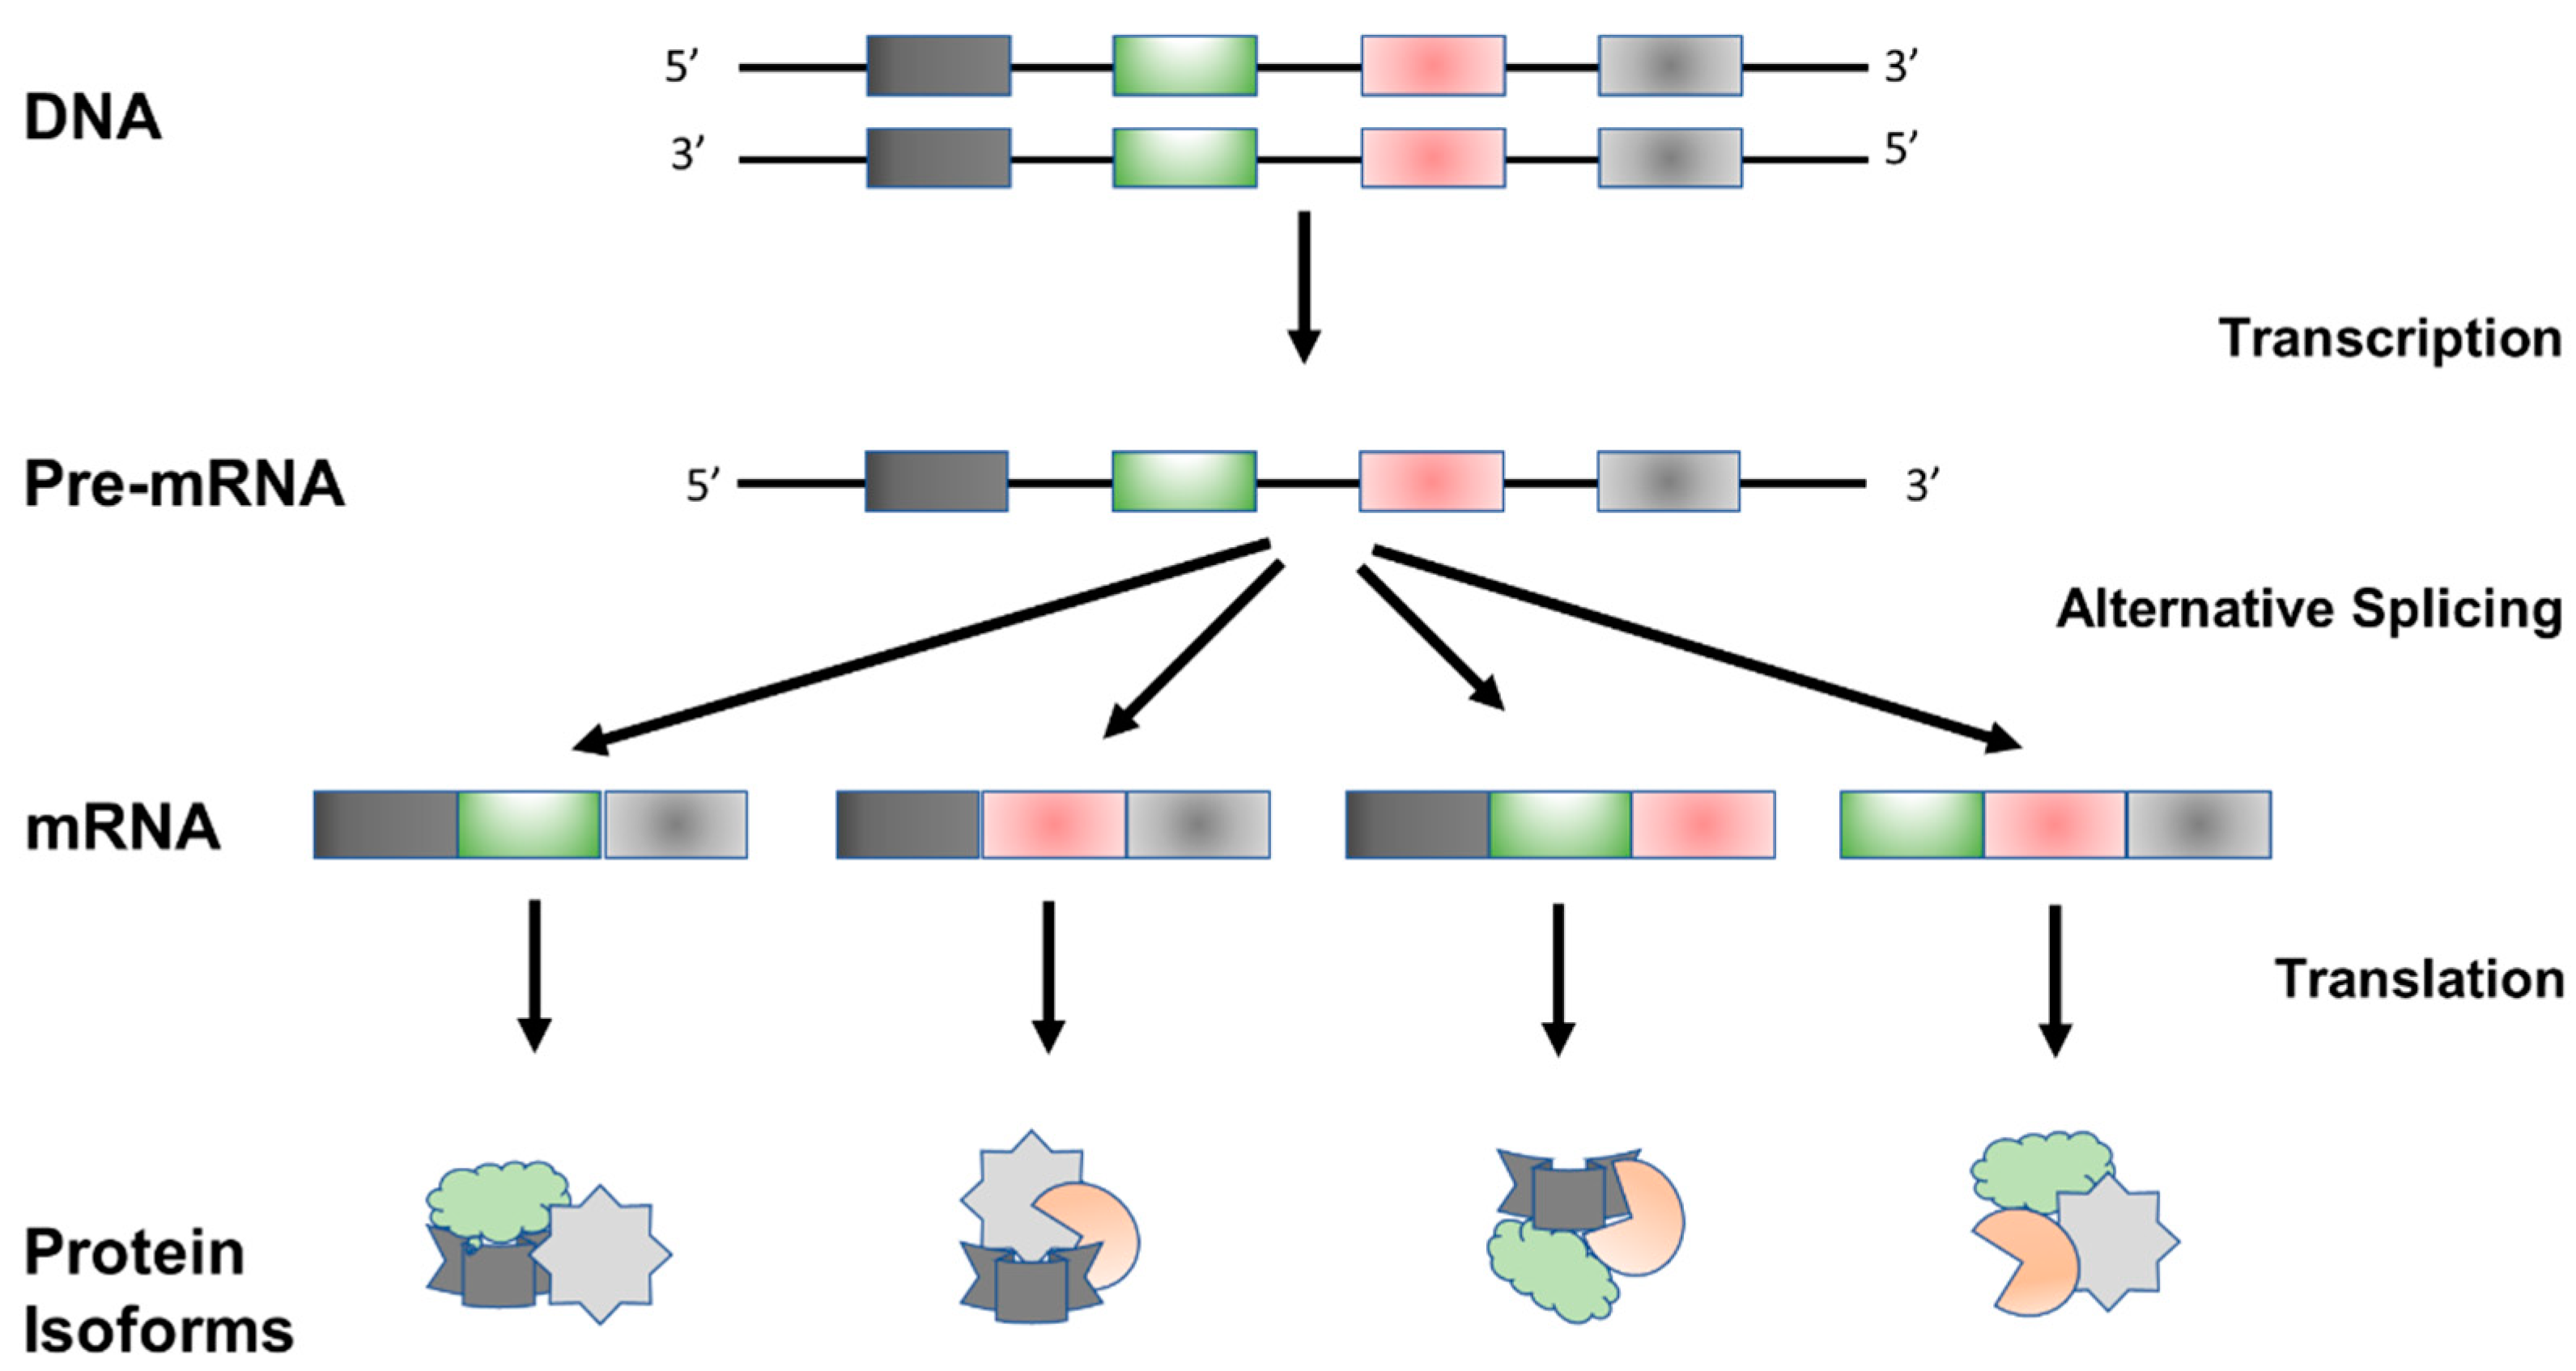 5′ 3′
DNA
3′ 5′
Transcription
Pre-mRNA 5′ 3′
Alternative Splicing
mRNA
Translation
Protein
Isoforms